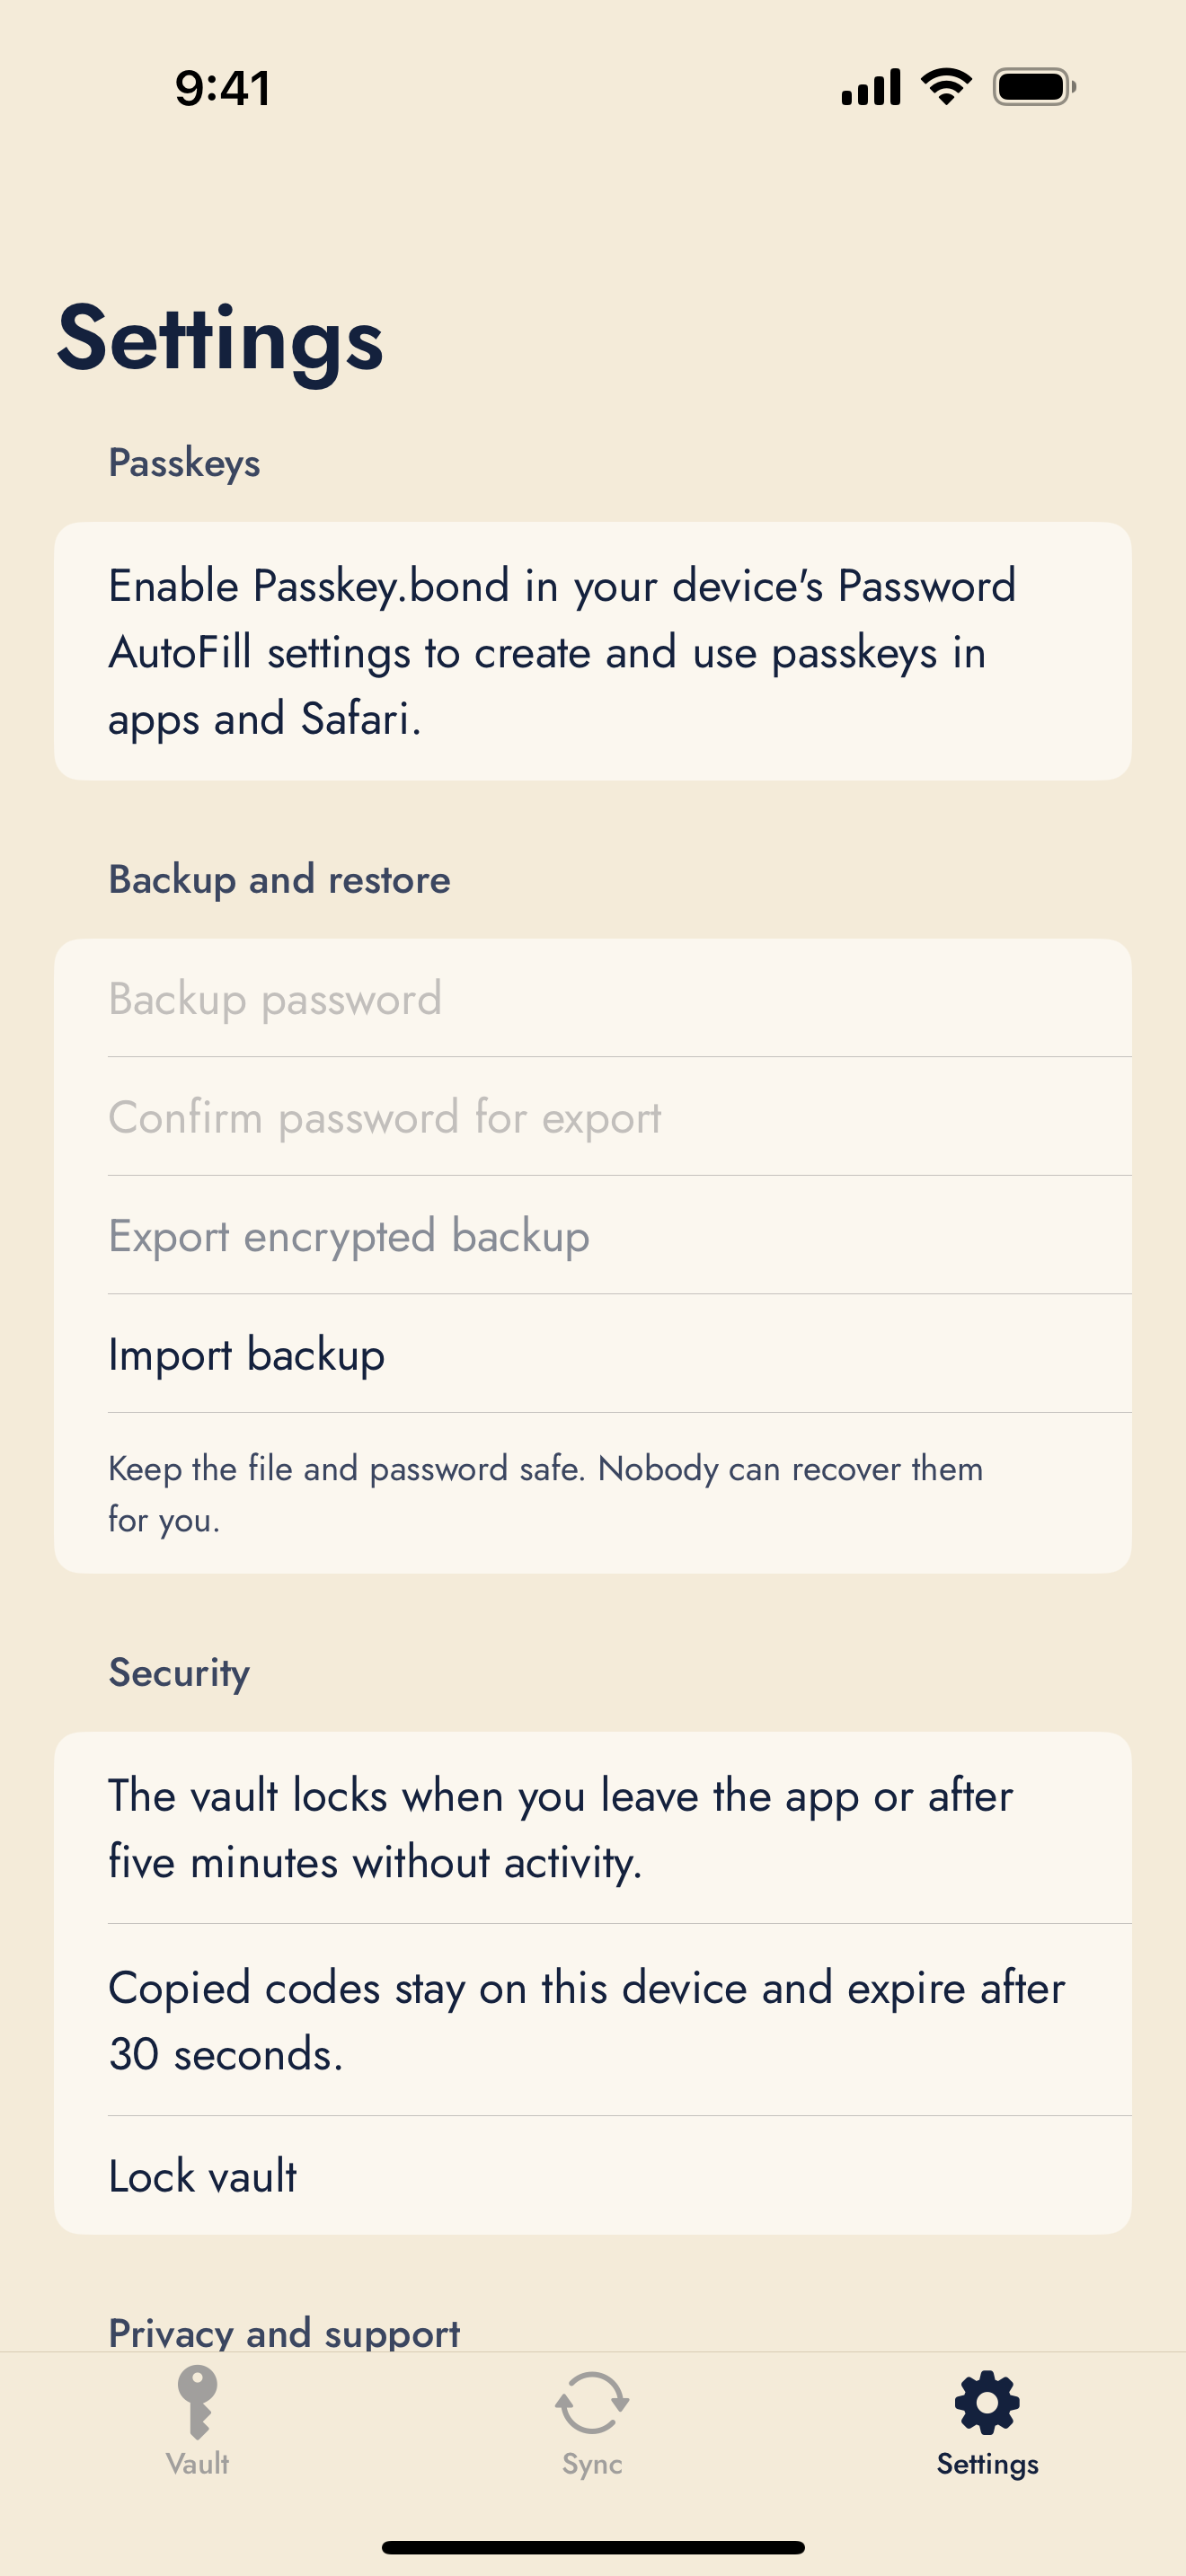 9:41
Settings
Passkeys
Enable Passkey.bond in your device's Password
AutoFill settings to create and use passkeys in
apps and Safari.
Backup and restore
Backup password
Confirm password for export
Export encrypted backup
Import backup
Keep the file and password safe. Nobody can recover them
for you.
Security
The vault locks when you leave the app or after
five minutes without activity.
Copied codes stay on this device and expire after
30 seconds.
Lock vault
Privacy and support
Vault
Sync
Settings